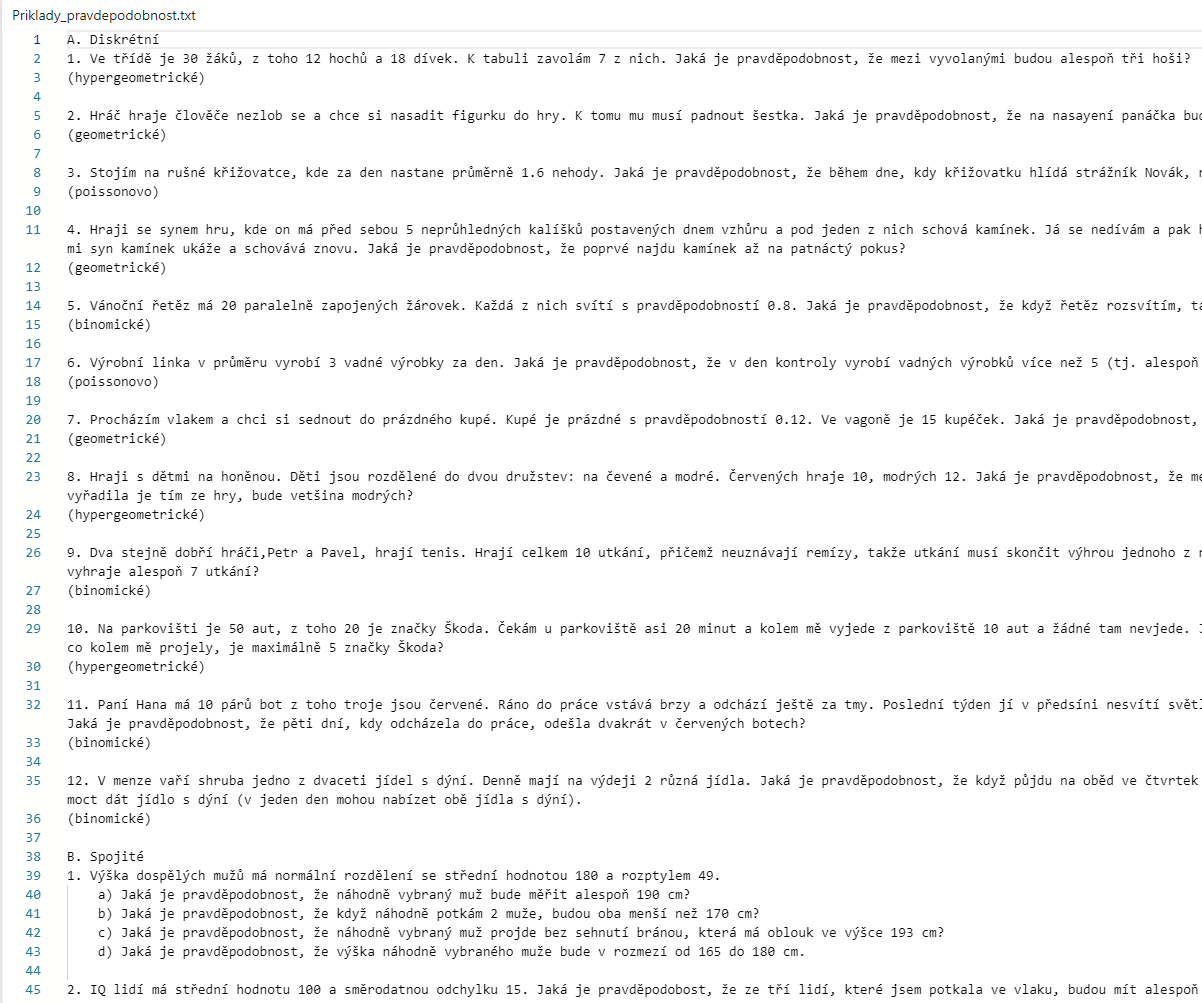 Priklady_pravdepodobnost.txt
1 A. Diskrétní
2 1. Ve třídě je 30 žáků, z toho 12 hochů a 18 dívek. K tabuli zavolám 7 z nich. Jaká je pravděpodobnost, že mezi vyvolanými budou alespoň tři hoši?
3 (hypergeometrické)
4
5 2. Hráč hraje člověče nezlob se a chce si nasadit figurku do hry. K tomu mu musí padnout šestka. Jaká je pravděpodobnost, že na nasayení panáčka
6 (geometrické)
7
8 3. Stojím na rušné křižovatce, kde za den nastane průměrně 1.6 nehody. Jaká je pravděpodobnost, že během dne, kdy křižovatku hlídá strážník Novák,
9 (poissonovo)
10
11 4. Hraji se synem hru, kde on má před sebou 5 neprůhledných kalíšků postavených dnem vzhůru a pod jeden z nich schová kamínek. Já se nedívám a pak
mi syn kamínek ukáže a schovává znovu. Jaká je pravděpodobnost, že poprvé najdu kamínek až na patnáctý pokus?
12 (geometrické)
13
14 5. Vánoční řetěz má 20 paralelně zapojených žárovek. Každá z nich svítí s pravděpodobností 0.8. Jaká je pravděpodobnost, že když řetěz rozsvítím,
15 (binomické)
16
17 6. Výrobní linka v průměru vyrobí 3 vadné výrobky za den. Jaká je pravděpodobnost, že v den kontroly vyrobí vadných výrobků více než 5 (tj. alespoň
18 (poissonovo)
19
20 7. Procházím vlakem a chci si sednout do prázdného kupé. Kupé je prázdné s pravděpodobností 0.12. Ve vagoně je 15 kupéček. Jaká je pravděpodobnost,
21 (geometrické)
22
23 8. Hraji s dětmi na honěnou. Děti jsou rozdělené do dvou družstev: na čevené a modré. Červených hraje 10, modrých 12. Jaká je pravděpodobnost, že
vyřadila je tím ze hry, bude vetšina modrých?
24 (hypergeometrické)
25
26 9. Dva stejně dobří hráči,Petr a Pavel, hrají tenis. Hrají celkem 10 utkání, přičemž neuznávají remízy, takže utkání musí skončit výhrou jednoho z
vyhraje alespoň 7 utkání?
27 (binomické)
28
29 10. Na parkovišti je 50 aut, z toho 20 je značky Škoda. Čekám u parkoviště asi 20 minut a kolem mě vyjede z parkoviště 10 aut a žádné tam nevjede.
co kolem mě projely, je maximálně 5 značky Škoda?
30 (hypergeometrické)
31
32 11. Paní Hana má 10 párů bot z toho troje jsou červené. Ráno do práce vstává brzy a odchází ještě za tmy. Poslední týden jí v předsíni nesvítí
Jaká je pravděpodobnost, že pěti dní, kdy odcházela do práce, odešla dvakrát v červených botech?
33 (binomické)
34
35 12. V menze vaří shruba jedno z dvaceti jídel s dýní. Denně mají na výdeji 2 různá jídla. Jaká je pravděpodobnost, že když půjdu na oběd ve čtvrtek
moct dát jídlo s dýní (v jeden den mohou nabízet obě jídla s dýní).
36 (binomické)
37
38 B. Spojité
39 1. Výška dospělých mužů má normální rozdělení se střední hodnotou 180 a rozptylem 49.
40 a) Jaká je pravděpodobnost, že náhodně vybraný muž bude měřit alespoň 190 cm?
41 b) Jaká je pravděpodobnost, že když náhodně potkám 2 muže, budou oba menší než 170 cm?
42 c) Jaká je pravděpodobnost, že náhodně vybraný muž projde bez sehnutí bránou, která má oblouk ve výšce 193 cm?
43 d) Jaká je pravděpodobnost, že výška náhodně vybraného muže bude v rozmezí od 165 do 180 cm.
44
45 2. IQ lidí má střední hodnotu 100 a směrodatnou odchylku 15. Jaká je pravděpodobost, že ze tří lidí, které jsem potkala ve vlaku, budou mít alespoň